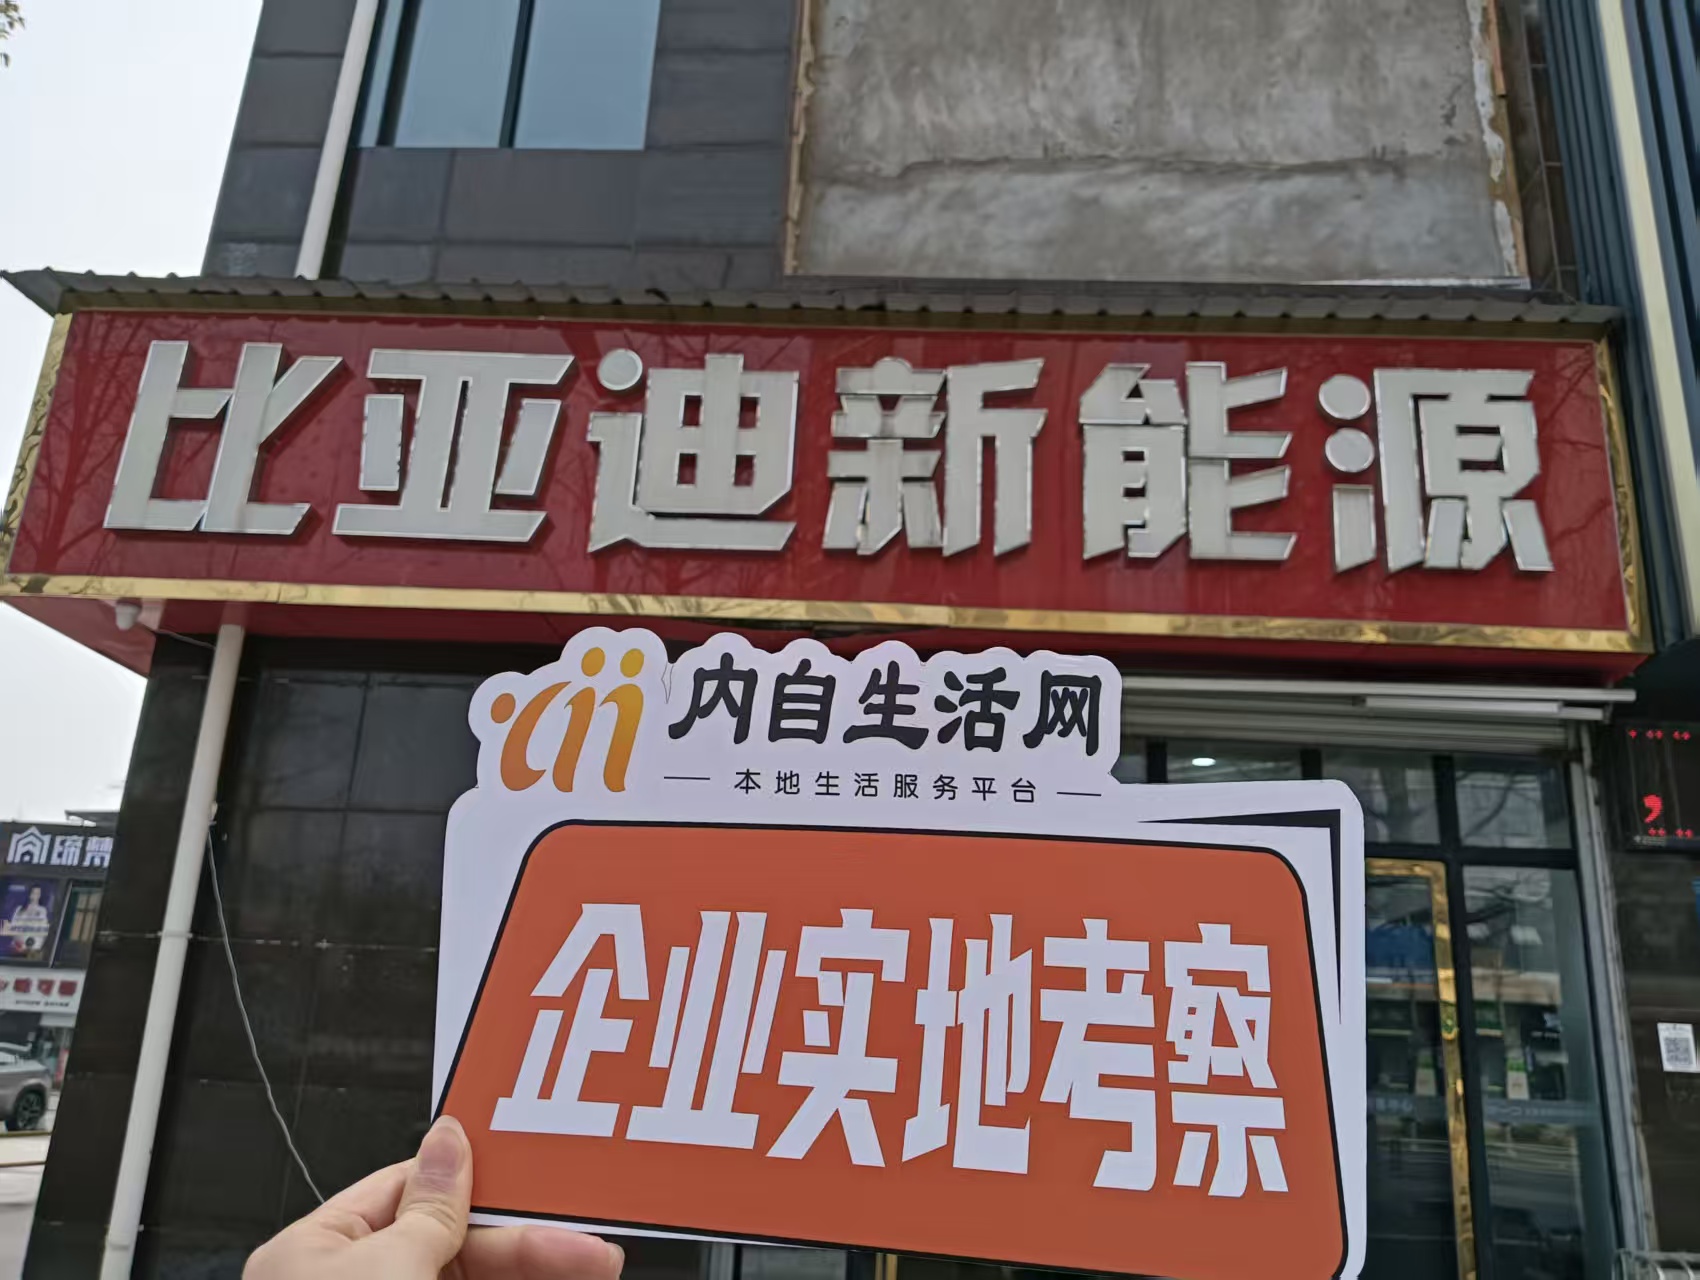 比亚迪新能源
内自生活网
本地生活服务平台
企业实地考察